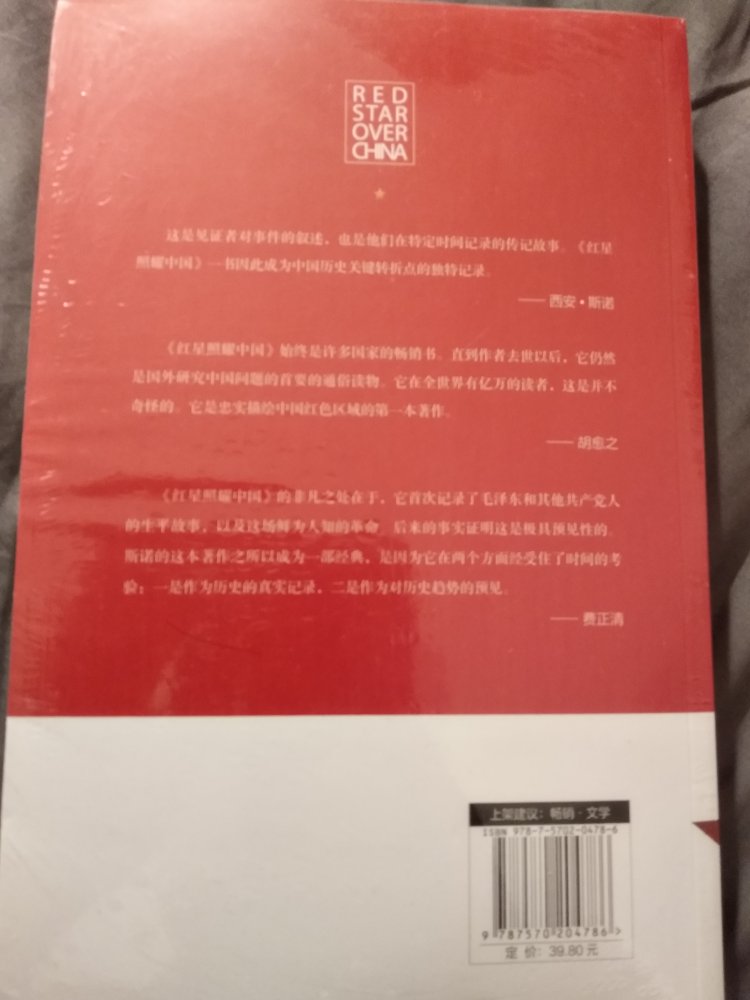 RED
STAR
OVER
CHINA
这是见证者对事件的叙述，也是他们在特定时间记录的传记故事。《红星
照耀中国》一书因此成为中国历史关键转折点的独特记录。
——西安·斯诺
《红星照耀中国》始终是许多国家的畅销书。直到作者去世以后，它仍然
是国外研究中国问题的首要的通俗读物。它在全世界有亿万的读者，这是并不
奇怪的。它是忠实描绘中国红色区域的第一本著作。
——胡愈之
《红星照耀中国》的非凡之处在于，它首次记录了毛泽东和其他共产党人
的生平故事，以及这场鲜为人知的革命。后来的事实证明这是极具预见性的。
斯诺的这本著作之所以成为一部经典，是因为它在两个方面经受住了时间的考
验：一是作为历史的真实记录，二是作为对历史趋势的预见。
——费正清
上架建议：畅销·文学
ISBN 978-7-5702-0478-6
9 787570 204786 >
定 价：39.80 元